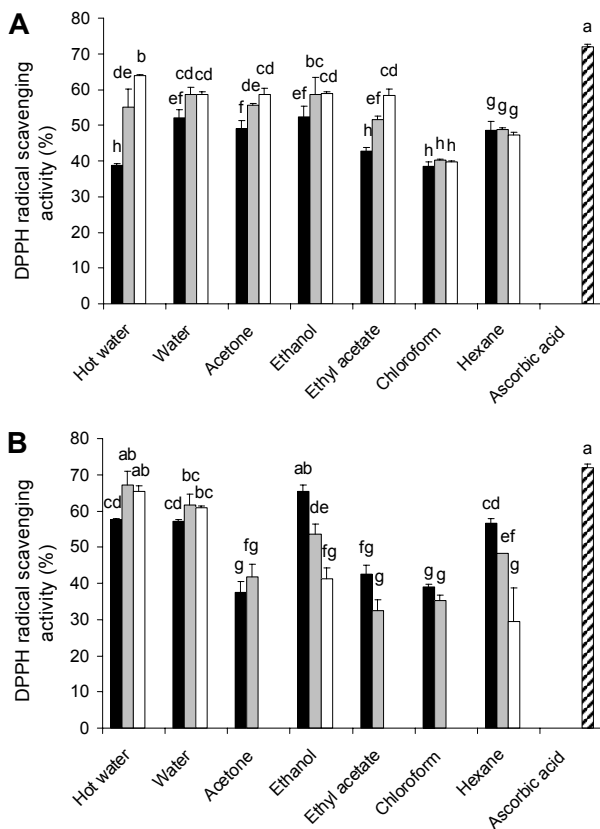 A
DPPH radical scavenging
activity (%)
80
70
60
50
40
30
20
10
0
h de b
ef cd cd
f de cd
ef bc cd
h ef cd
h h h
g g g
a
Hot water
Water
Acetone
Ethanol
Ethyl acetate
Chloroform
Hexane
Ascorbic acid
B
DPPH radical scavenging
activity (%)
80
70
60
50
40
30
20
10
0
cd ab ab
cd bc bc
g fg
ab de fg
fg g
g g
cd ef g
a
Hot water
Water
Acetone
Ethanol
Ethyl acetate
Chloroform
Hexane
Ascorbic acid